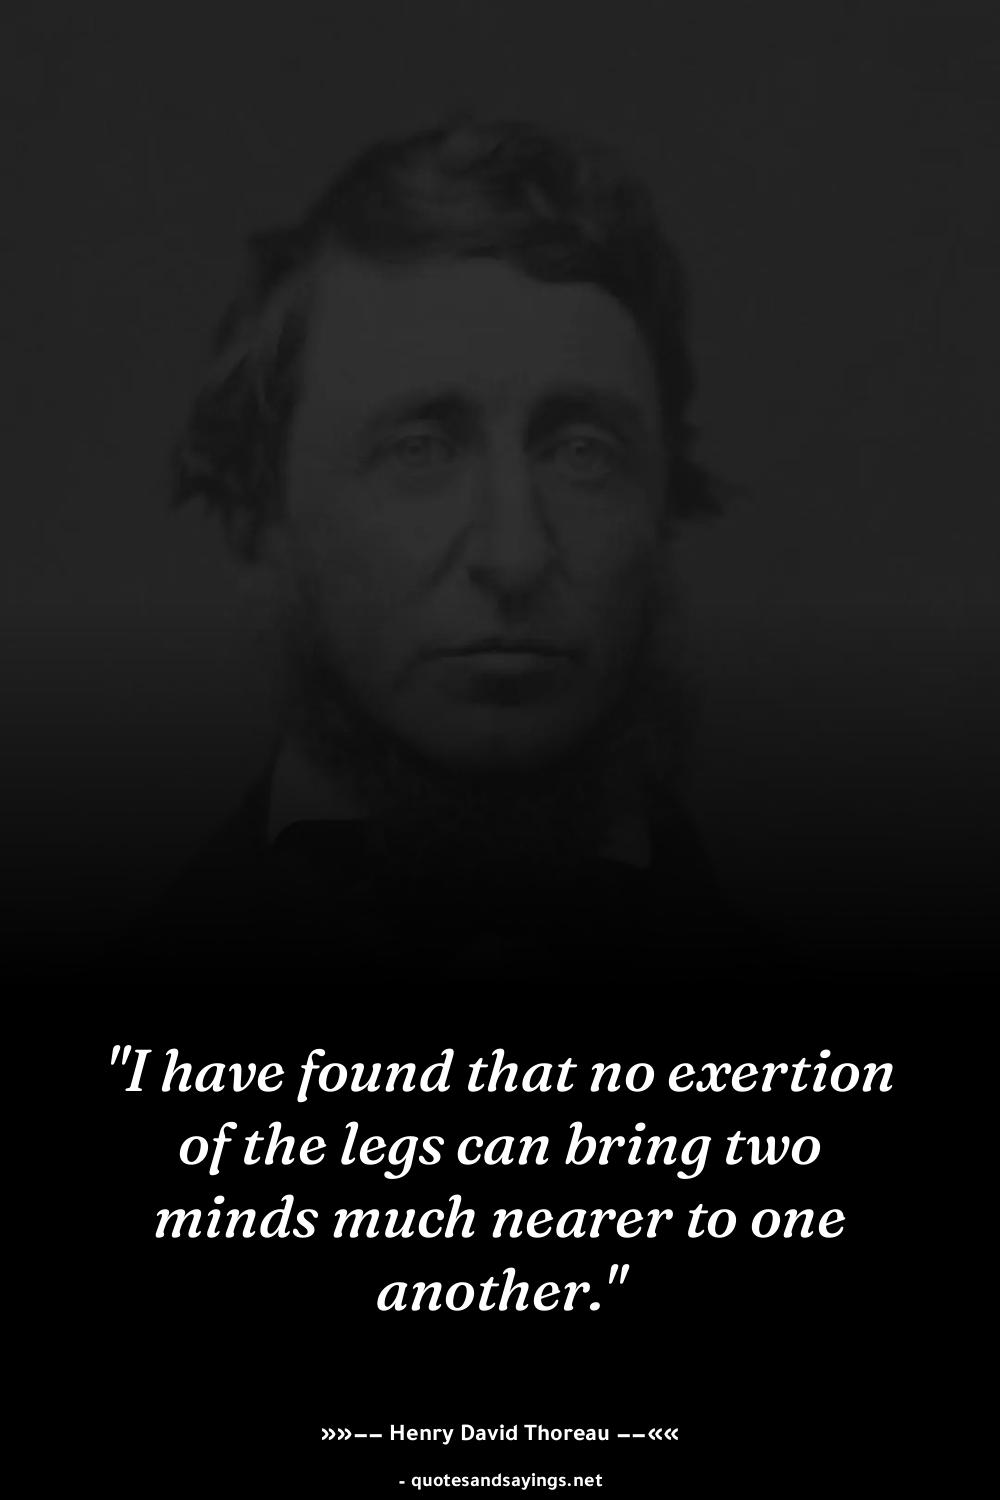 "I have found that no exertion
of the legs can bring two
minds much nearer to one
another."
»»−− Henry David Thoreau −−««
- quotesandsayings.net